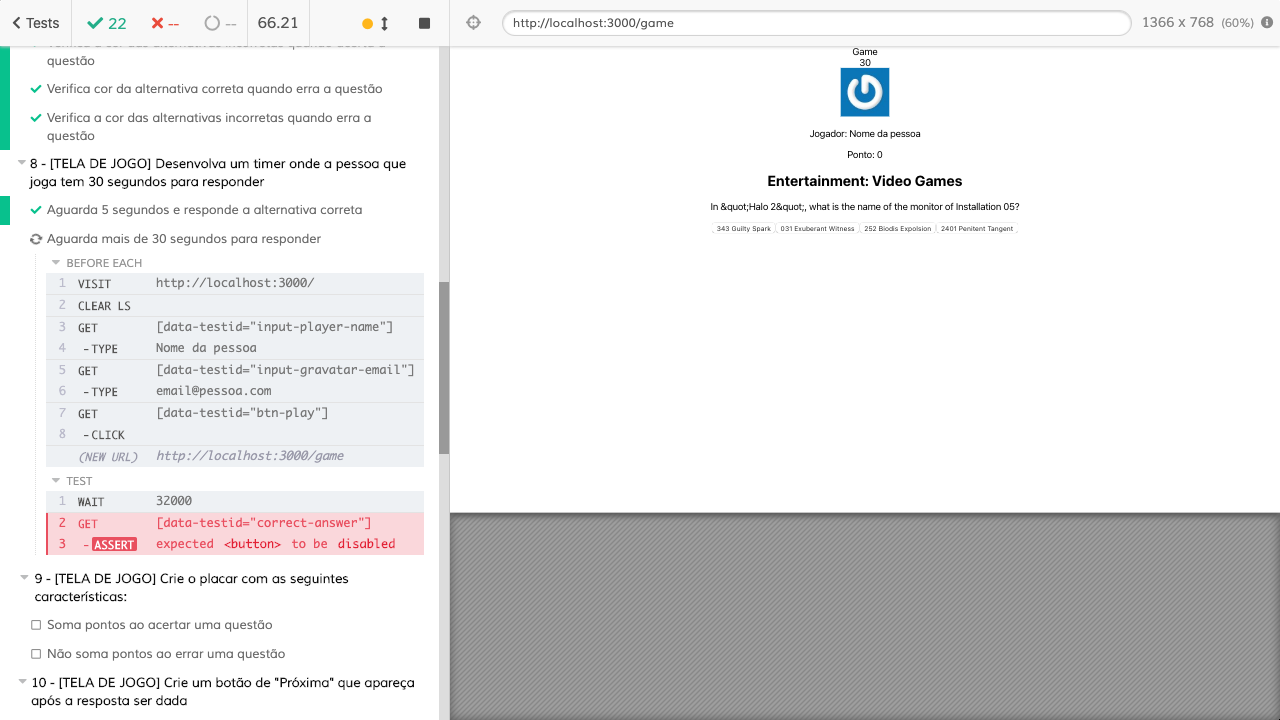 Tests
22
--
--
66.21
http://localhost:3000/game
1366 x 768 (60%)
questão
Verifica cor da alternativa correta quando erra a questão
Verifica a cor das alternativas incorretas quando erra a
questão
8 - [TELA DE JOGO] Desenvolva um timer onde a pessoa que
joga tem 30 segundos para responder
Aguarda 5 segundos e responde a alternativa correta
Aguarda mais de 30 segundos para responder
BEFORE EACH
1 VISIT http://localhost:3000/
2 CLEAR LS
3 GET [data-testid="input-player-name"]
4 -TYPE Nome da pessoa
5 GET [data-testid="input-gravatar-email"]
6 -TYPE email@pessoa.com
7 GET [data-testid="btn-play"]
8 -CLICK
(NEW URL) http://localhost:3000/game
TEST
1 WAIT 32000
2 GET [data-testid="correct-answer"]
3 -ASSERT expected <button> to be disabled
9 - [TELA DE JOGO] Crie o placar com as seguintes
características:
Soma pontos ao acertar uma questão
Não soma pontos ao errar uma questão
10 - [TELA DE JOGO] Crie um botão de "Próxima" que apareça
após a resposta ser dada
Game
30
Jogador: Nome da pessoa
Ponto: 0
Entertainment: Video Games
In &quot;Halo 2&quot;, what is the name of the monitor of Installation 05?
343 Guilty Spark 031 Exuberant Witness 252 Biodis Expolsion 2401 Penitent Tangent